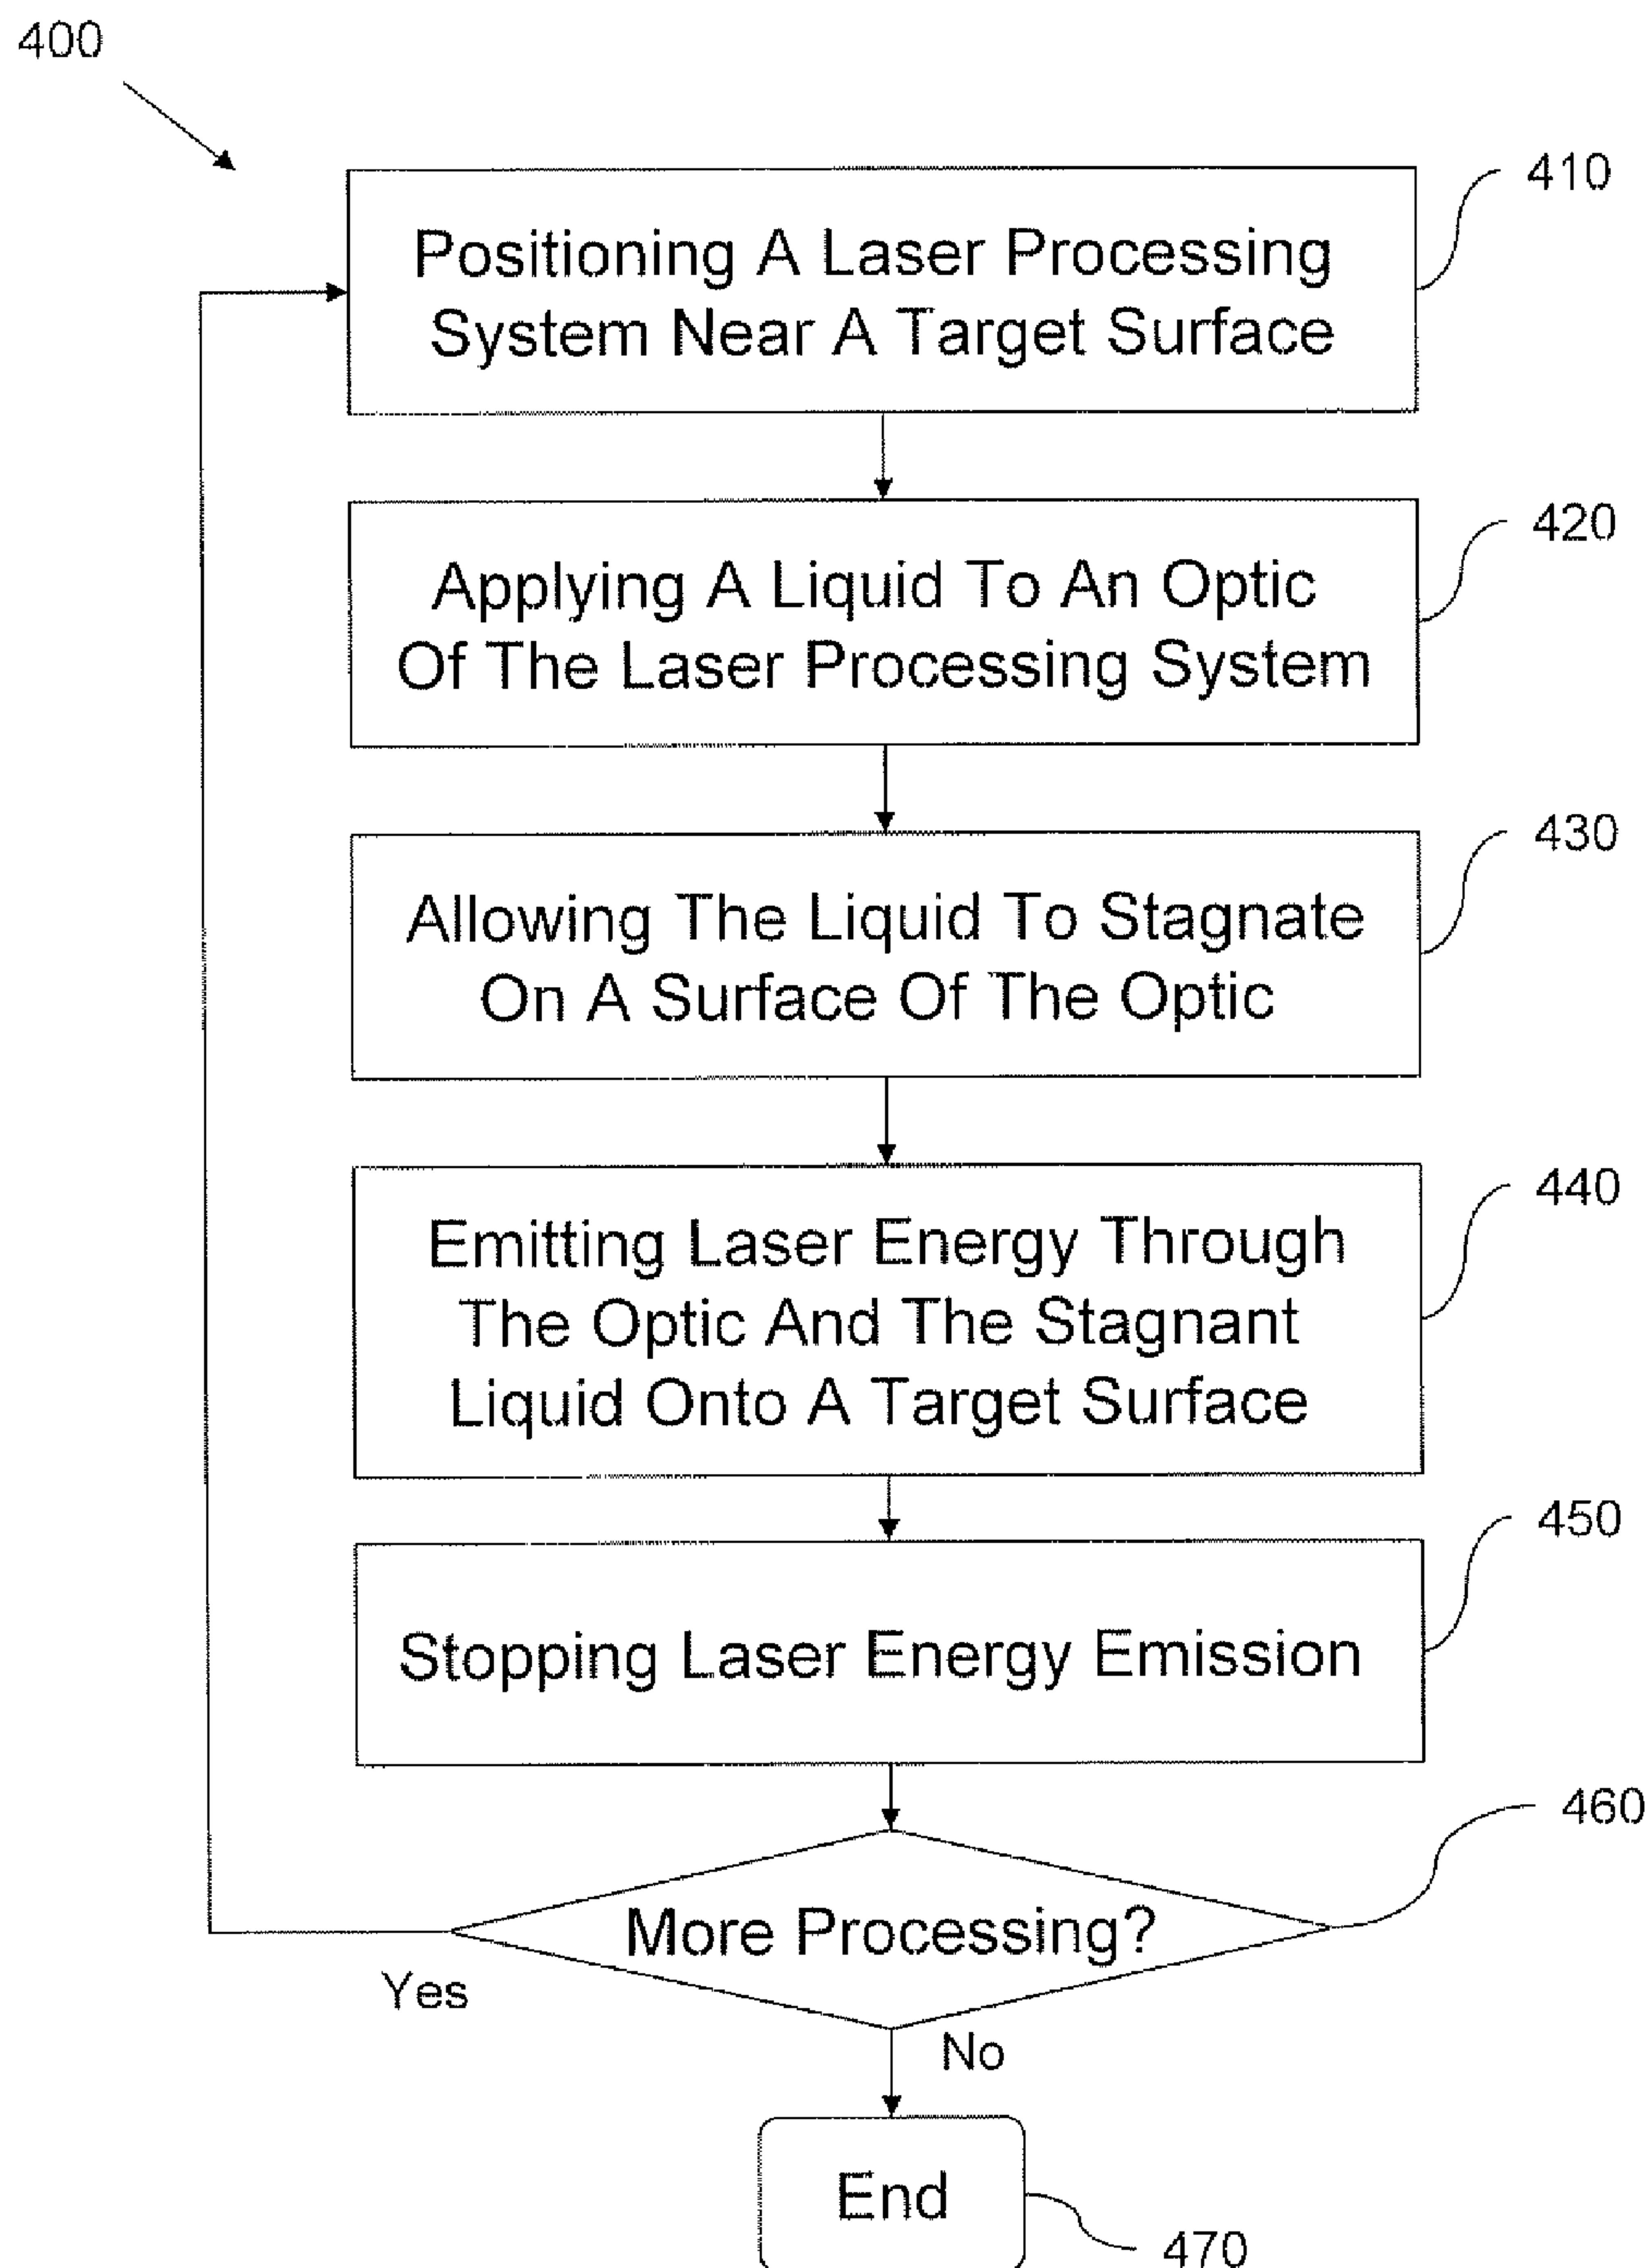 400
410
Positioning A Laser Processing
System Near A Target Surface
420
Applying A Liquid To An Optic
Of The Laser Processing System
430
Allowing The Liquid To Stagnate
On A Surface Of The Optic
440
Emitting Laser Energy Through
The Optic And The Stagnant
Liquid Onto A Target Surface
450
Stopping Laser Energy Emission
460
More Processing?
Yes
No
End
470